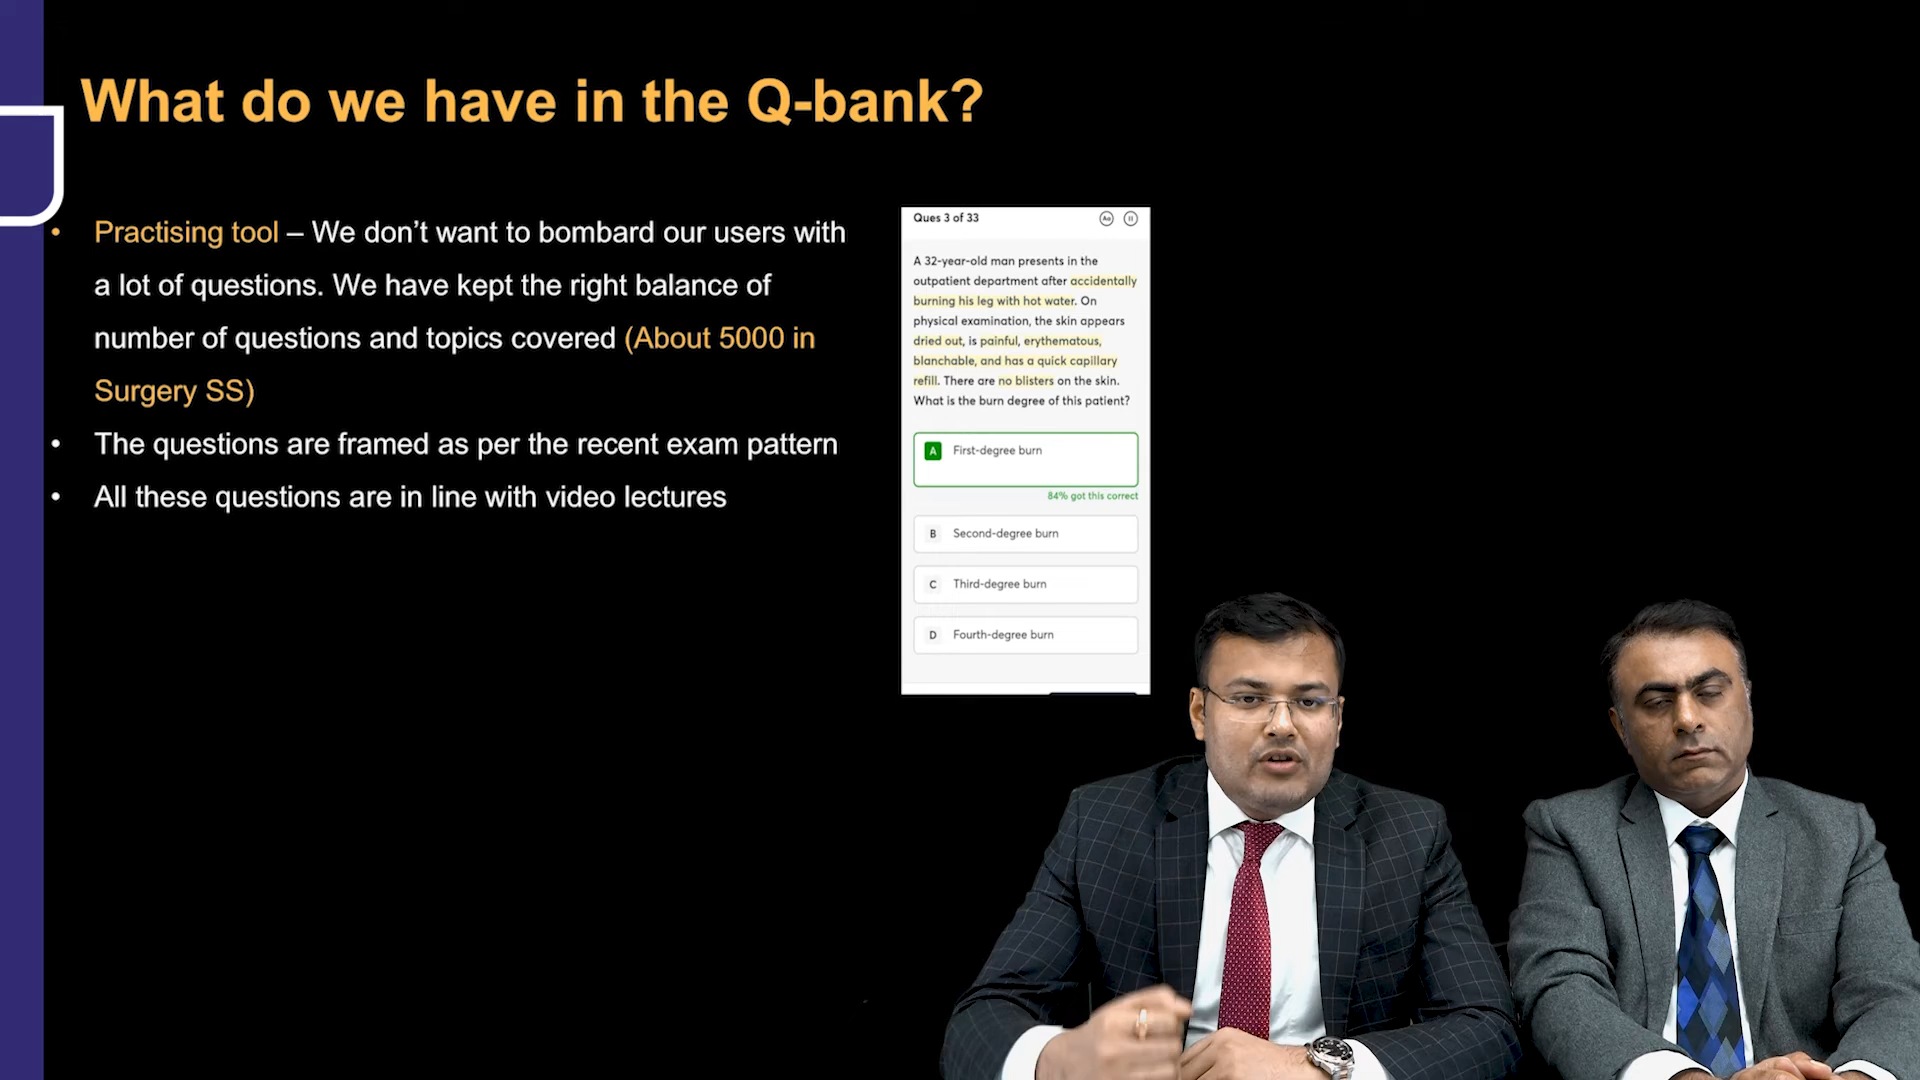 What do we have in the Q-bank?
• Practising tool – We don’t want to bombard our users with
a lot of questions. We have kept the right balance of
number of questions and topics covered (About 5000 in
Surgery SS)
• The questions are framed as per the recent exam pattern
• All these questions are in line with video lectures
Ques 3 of 33
Aa
A 32-year-old man presents in the
outpatient department after accidentally
burning his leg with hot water. On
physical examination, the skin appears
dried out, is painful, erythematous,
blanchable, and has a quick capillary
refill. There are no blisters on the skin.
What is the burn degree of this patient?
A First-degree burn
84% got this correct
B Second-degree burn
C Third-degree burn
D Fourth-degree burn